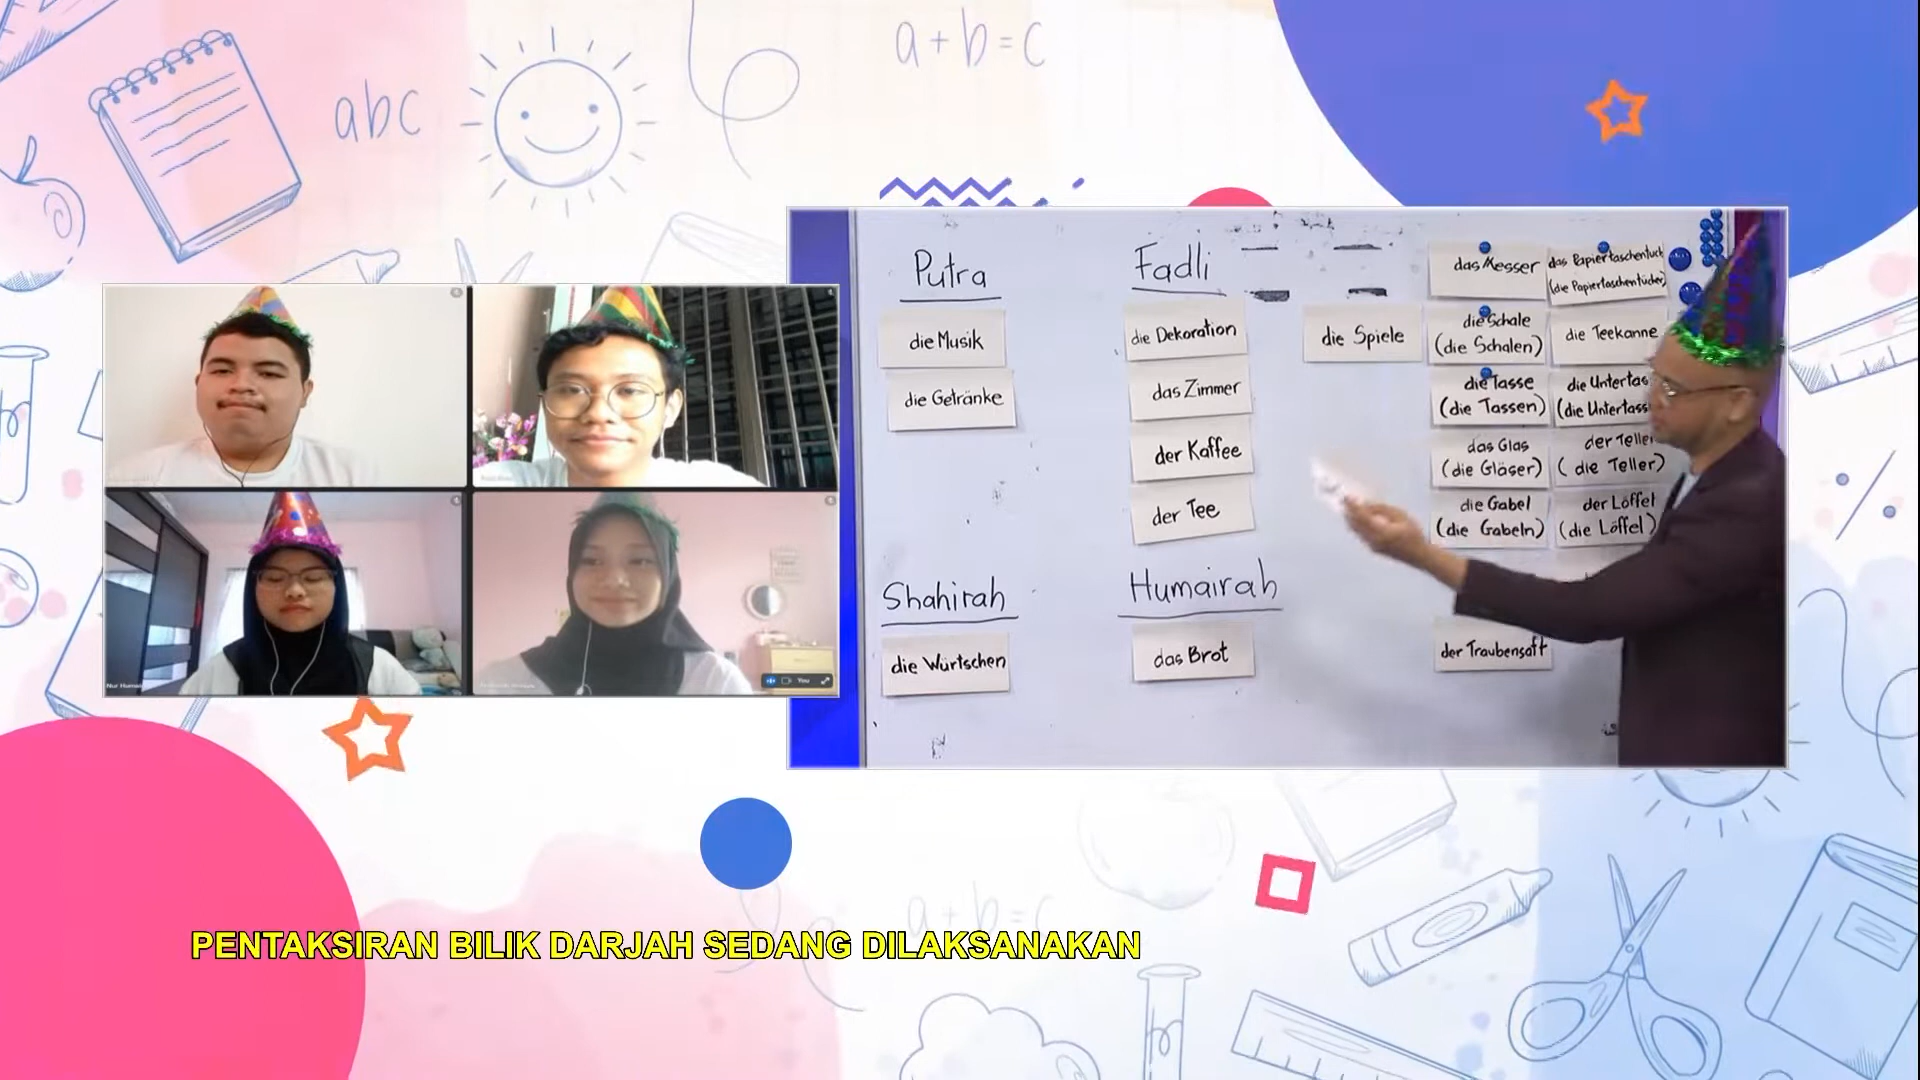 a+b=c
abc
Putra
die Musik
die Getränke
Fadli
die Dekoration
das Zimmer
der Kaffee
der Tee
die Spiele
das Messer
das Papiertaschentuch
(die Papiertaschentücher)
die Schale
(die Schalen)
die Teekanne
die Tasse
(die Tassen)
die Untertas
(die Untertass
das Glas
(die Gläser)
der Teller
(die Teller)
die Gabel
(die Gabeln)
der Löffel
(die Löffel)
Shahirah
die Würtschen
Humairah
das Brot
der Traubensaft
You
a+b=c
PENTAKSIRAN BILIK DARJAH SEDANG DILAKSANAKAN